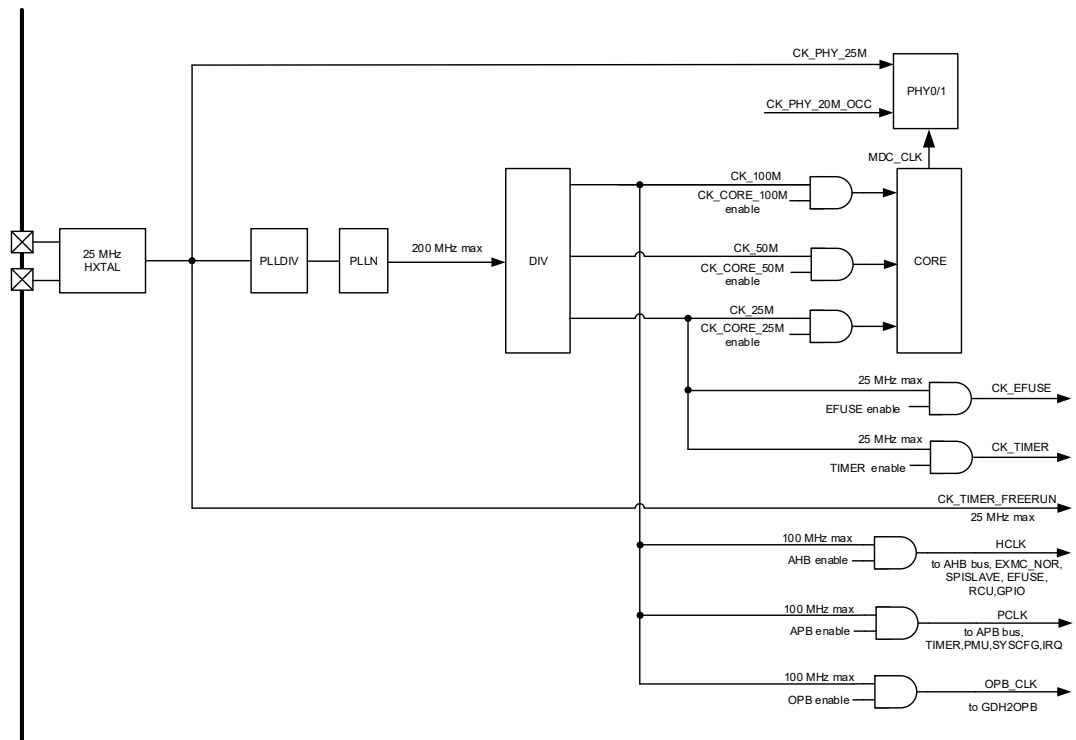 CK_PHY_25M
PHY0/1
CK_PHY_20M_OCC
MDC_CLK
CK_100M
CK_CORE_100M
enable
25 MHz
HXTAL
PLLDIV
PLLN
200 MHz max
DIV
CK_50M
CK_CORE_50M
enable
CORE
CK_25M
CK_CORE_25M
enable
25 MHz max
CK_EFUSE
EFUSE enable
25 MHz max
CK_TIMER
TIMER enable
CK_TIMER_FREERUN
25 MHz max
100 MHz max
HCLK
AHB enable
to AHB bus, EXMC_NOR,
SPISLAVE, EFUSE,
RCU,GPIO
100 MHz max
PCLK
APB enable
to APB bus,
TIMER,PMU,SYSCFG,IRQ
100 MHz max
OPB_CLK
OPB enable
to GDH2OPB